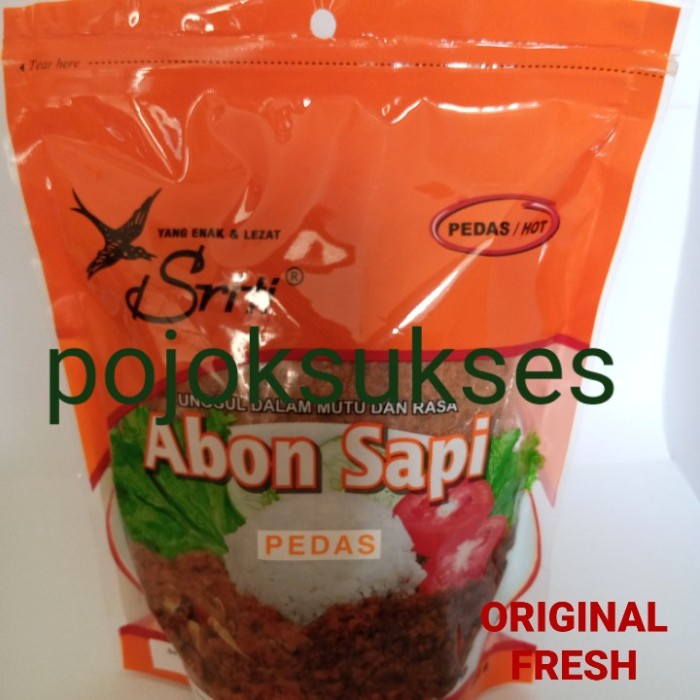 Tear here
YANG ENAK & LEZAT
Sriti®
PEDAS / HOT
pojoksukses
UNGGUL DALAM MUTU DAN RASA
Abon Sapi
PEDAS
ORIGINAL
FRESH